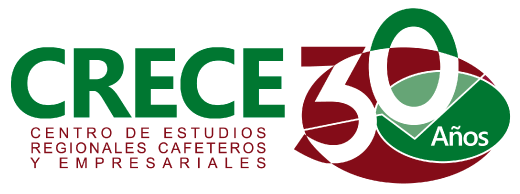 CRECE
CENTRO DE ESTUDIOS
REGIONALES CAFETEROS
Y EMPRESARIALES
30
Años